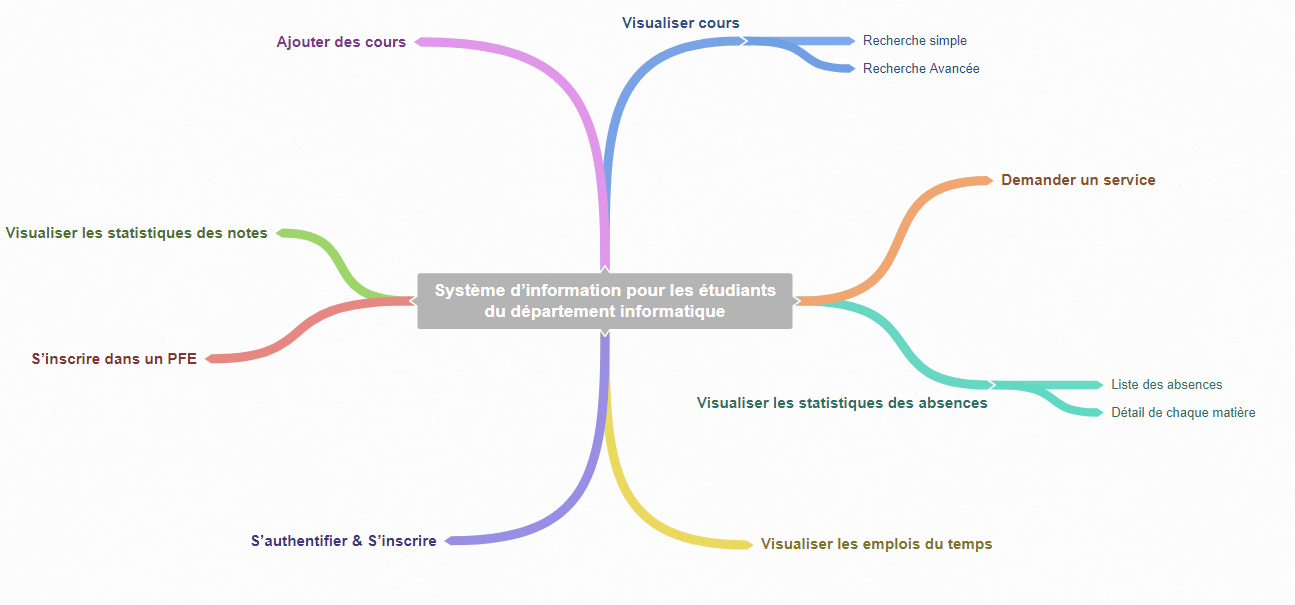 Visualiser cours
Ajouter des cours
Recherche simple
Recherche Avancée
Demander un service
Visualiser les statistiques des notes
Système d’information pour les étudiants
du département informatique
S’inscrire dans un PFE
Liste des absences
Visualiser les statistiques des absences
Détail de chaque matière
S’authentifier & S’inscrire
Visualiser les emplois du temps